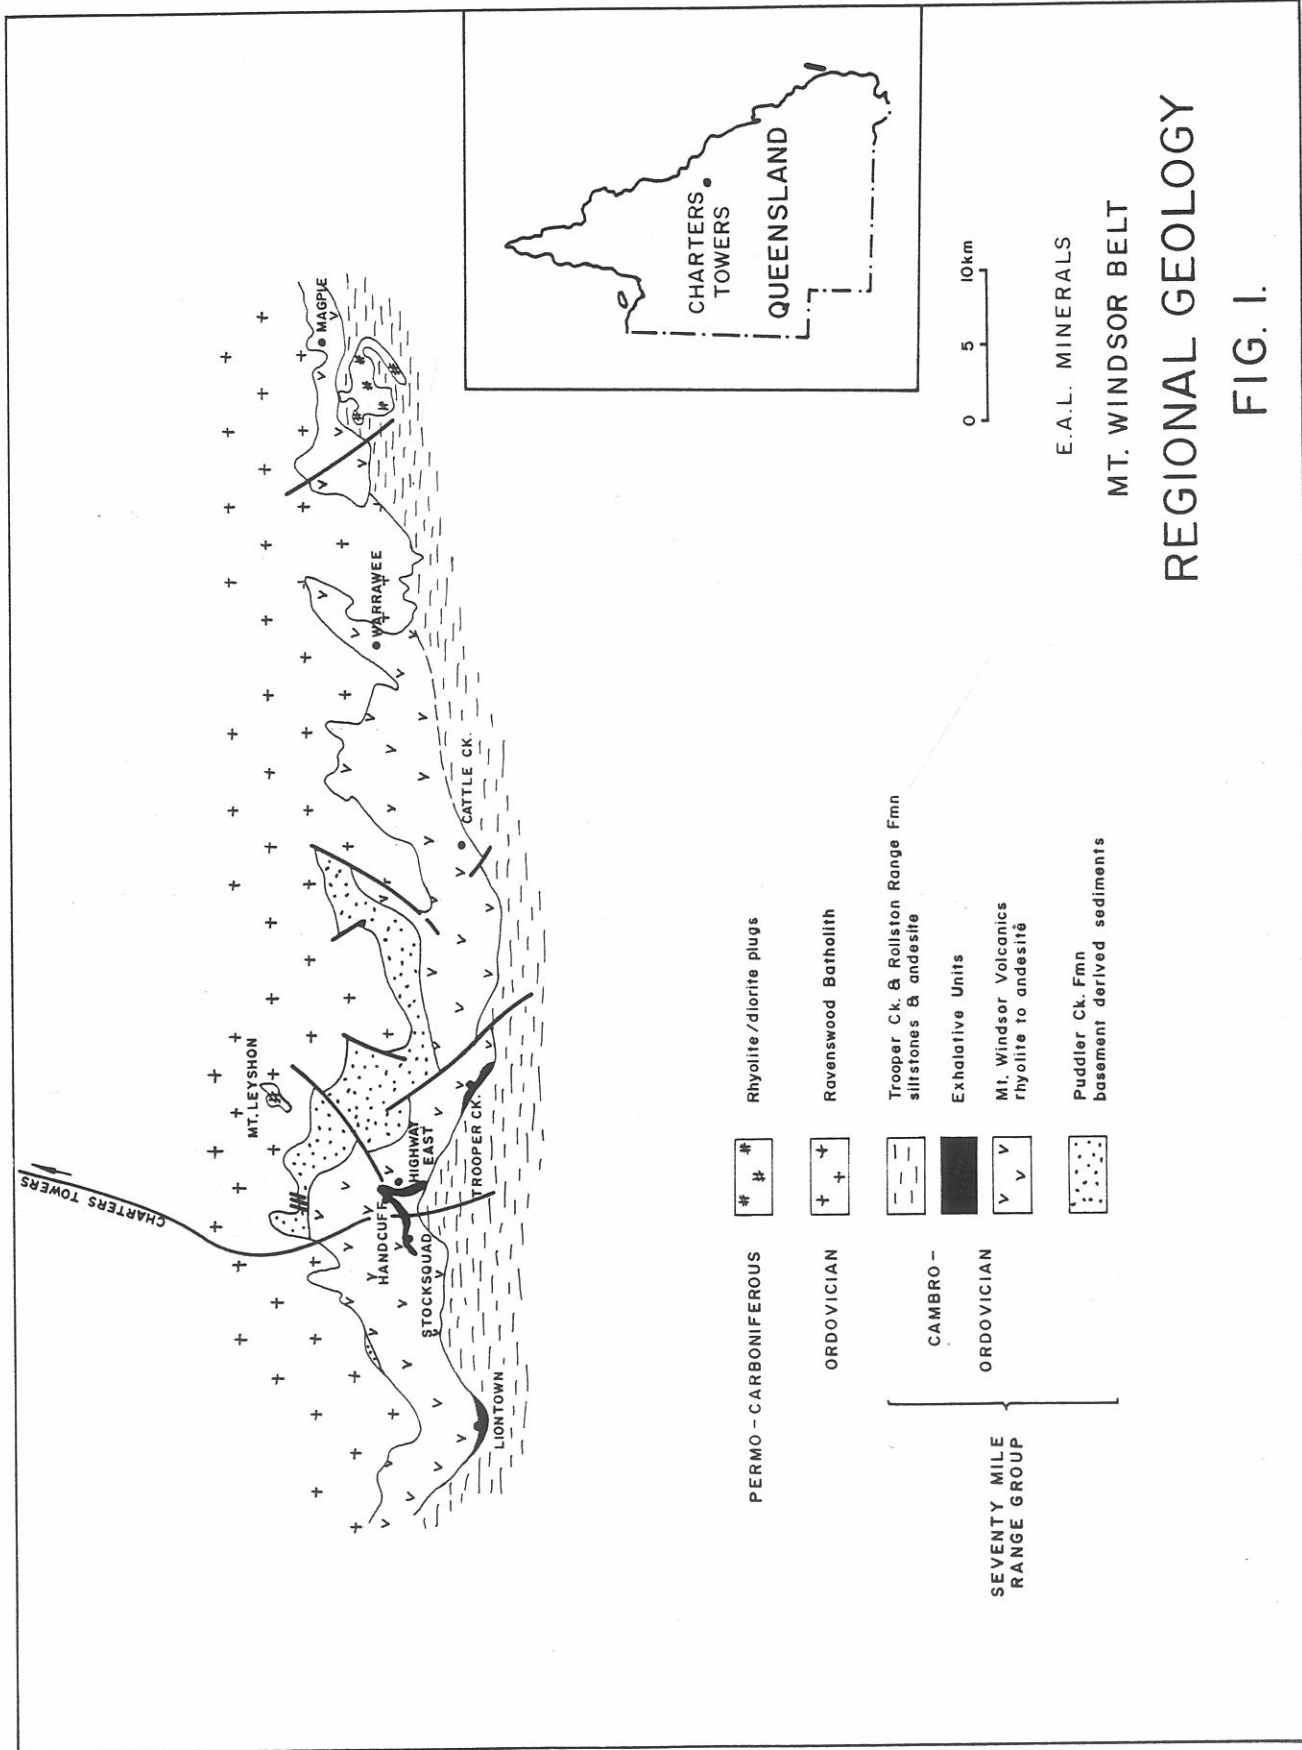 CHARTERS TOWERS
MT. LEYSHON
MAGPIE
WARRAWEE
HANDCUFF
HIGHWAY
EAST
STOCKSQUAD
TROOPER CK.
CATTLE CK.
LIONTOWN
CHARTERS
TOWERS
QUEENSLAND
0 5 10km
PERMO-CARBONIFEROUS
Rhyolite/diorite plugs
ORDOVICIAN
Ravenswood Batholith
SEVENTY MILE
RANGE GROUP
CAMBRO-
ORDOVICIAN
Trooper Ck. & Rollston Range Fmn
siltstones & andesite
Exhalative Units
Mt. Windsor Volcanics
rhyolite to andesite
Puddler Ck. Fmn
basement derived sediments
E.A.L. MINERALS
MT. WINDSOR BELT
REGIONAL GEOLOGY
FIG. 1.